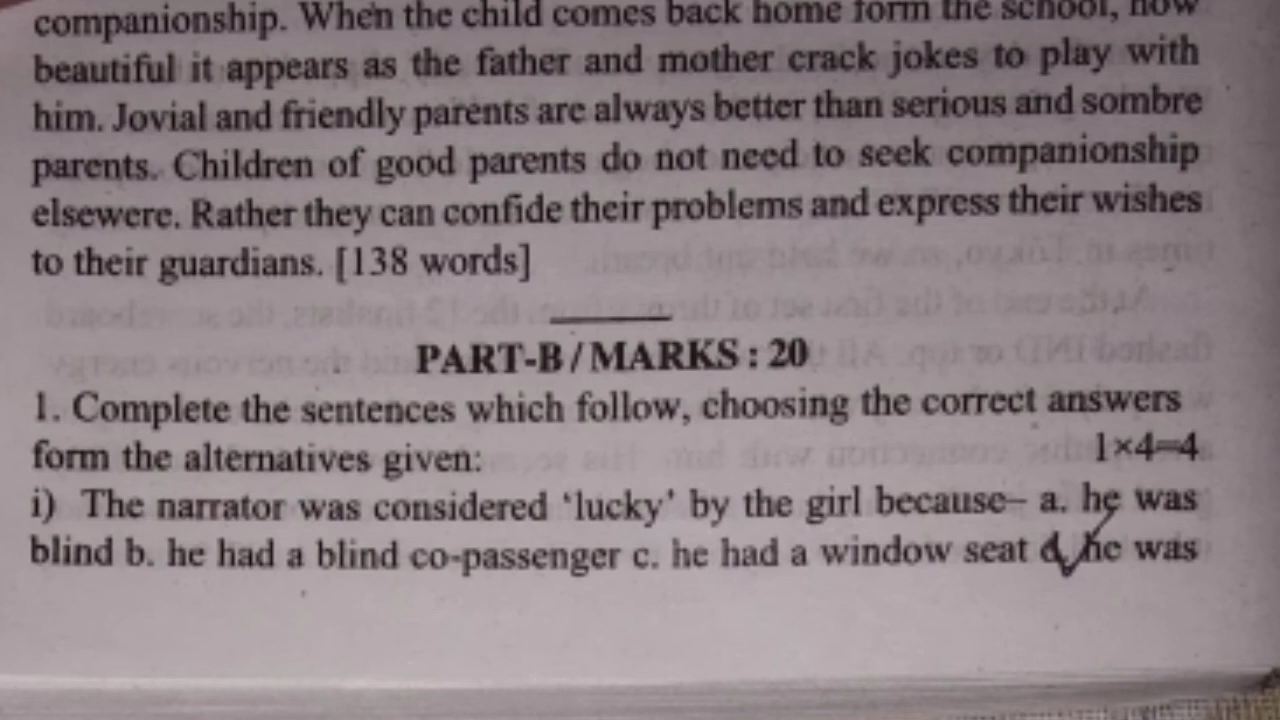 companionship. When the child comes back home form the school, how
beautiful it appears as the father and mother crack jokes to play with
him. Jovial and friendly parents are always better than serious and sombre
parents. Children of good parents do not need to seek companionship
elsewere. Rather they can confide their problems and express their wishes
to their guardians. [138 words]
PART-B / MARKS : 20
1. Complete the sentences which follow, choosing the correct answers
form the alternatives given: 1×4=4
i) The narrator was considered ‘lucky’ by the girl because– a. he was
blind b. he had a blind co-passenger c. he had a window seat d. he was